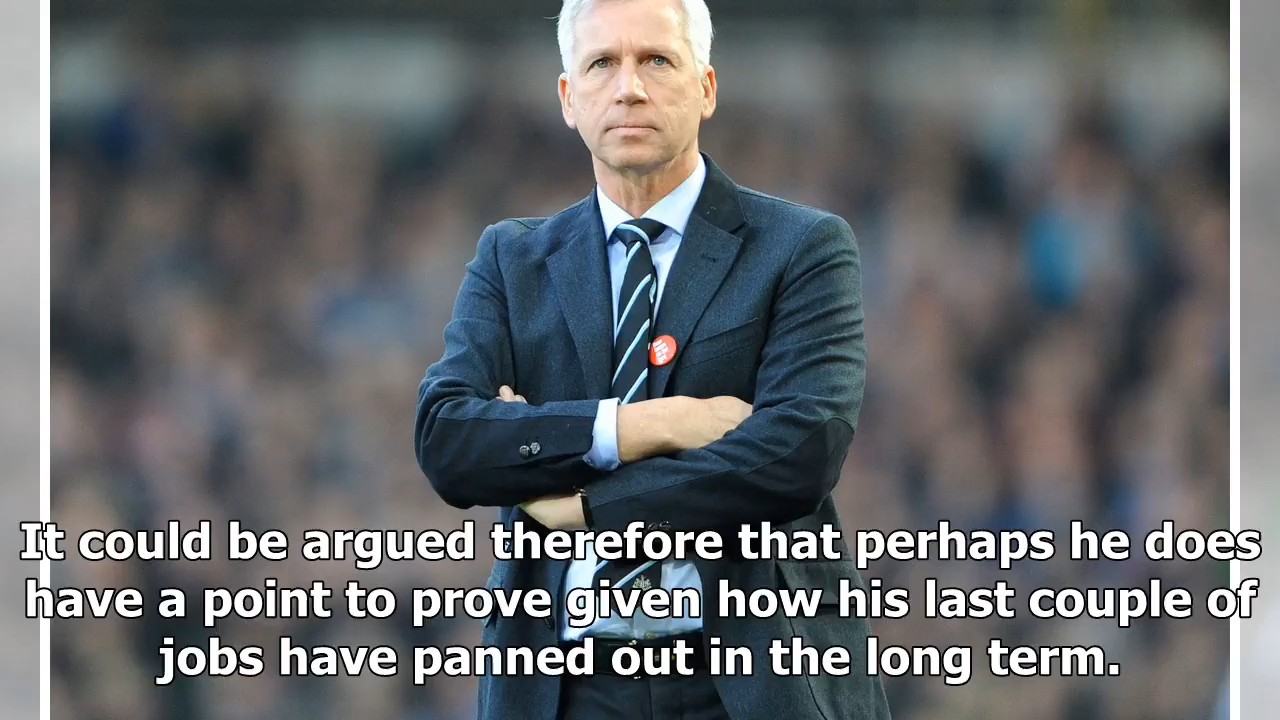 It could be argued therefore that perhaps he does
have a point to prove given how his last couple of
jobs have panned out in the long term.